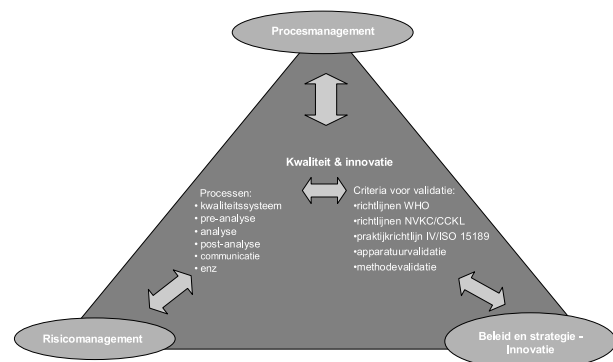 Procesmanagement
Kwaliteit & innovatie
Processen:
• kwaliteitssysteem
• pre-analyse
• analyse
• post-analyse
• communicatie
• enz
Criteria voor validatie:
•richtlijnen WHO
•richtlijnen NVKC/CCKL
•praktijkrichtlijn IV/ISO 15189
•apparatuurvalidatie
•methodevalidatie
Risicomanagement
Beleid en strategie -
Innovatie